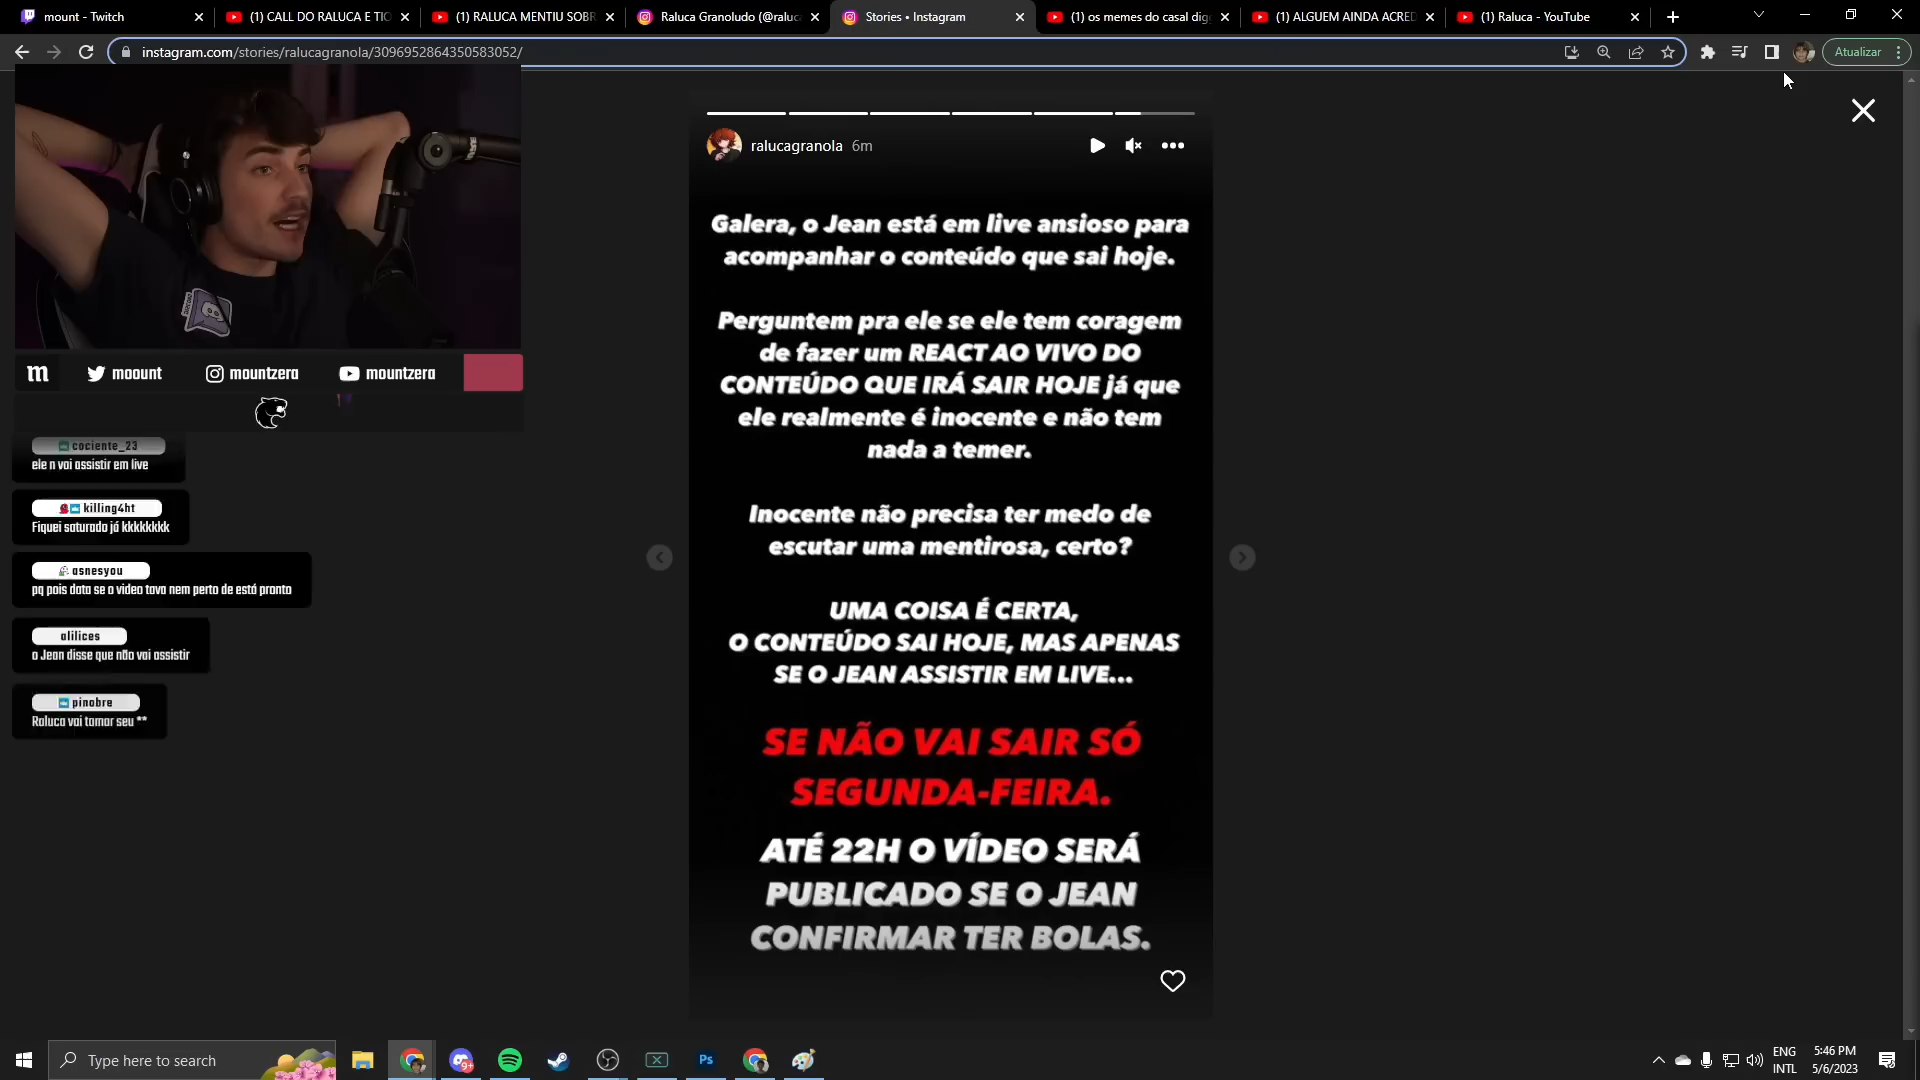 mount - Twitch
(1) CALL DO RALUCA E TIO
(1) RALUCA MENTIU SOBR
Raluca Granoludo (@raluc
Stories • Instagram
(1) os memes do casal dig
(1) ALGUEM AINDA ACRED
(1) Raluca - YouTube
instagram.com/stories/ralucagranola/3096952864350583052/
Atualizar
ralucagranola 6m
Galera, o Jean está em live ansioso para
acompanhar o conteúdo que sai hoje.
Perguntem pra ele se ele tem coragem
de fazer um REACT AO VIVO DO
CONTEÚDO QUE IRÁ SAIR HOJE já que
ele realmente é inocente e não tem
nada a temer.
Inocente não precisa ter medo de
escutar uma mentirosa, certo?
UMA COISA É CERTA,
O CONTEÚDO SAI HOJE, MAS APENAS
SE O JEAN ASSISTIR EM LIVE...
SE NÃO VAI SAIR SÓ
SEGUNDA-FEIRA.
ATÉ 22H O VÍDEO SERÁ
PUBLICADO SE O JEAN
CONFIRMAR TER BOLAS.
m moount mountzera mountzera
cociente_23
ele n vai assistir em live
killing4ht
Fiquei saturado já kkkkkkkk
asnesyou
pq pois data se o video tava nem perto de está pronto
alilices
o Jean disse que não vai assistir
pinobre
Raluca vai tomar seu **
Type here to search
9+
Ps
ENG
INTL
5:46 PM
5/6/2023